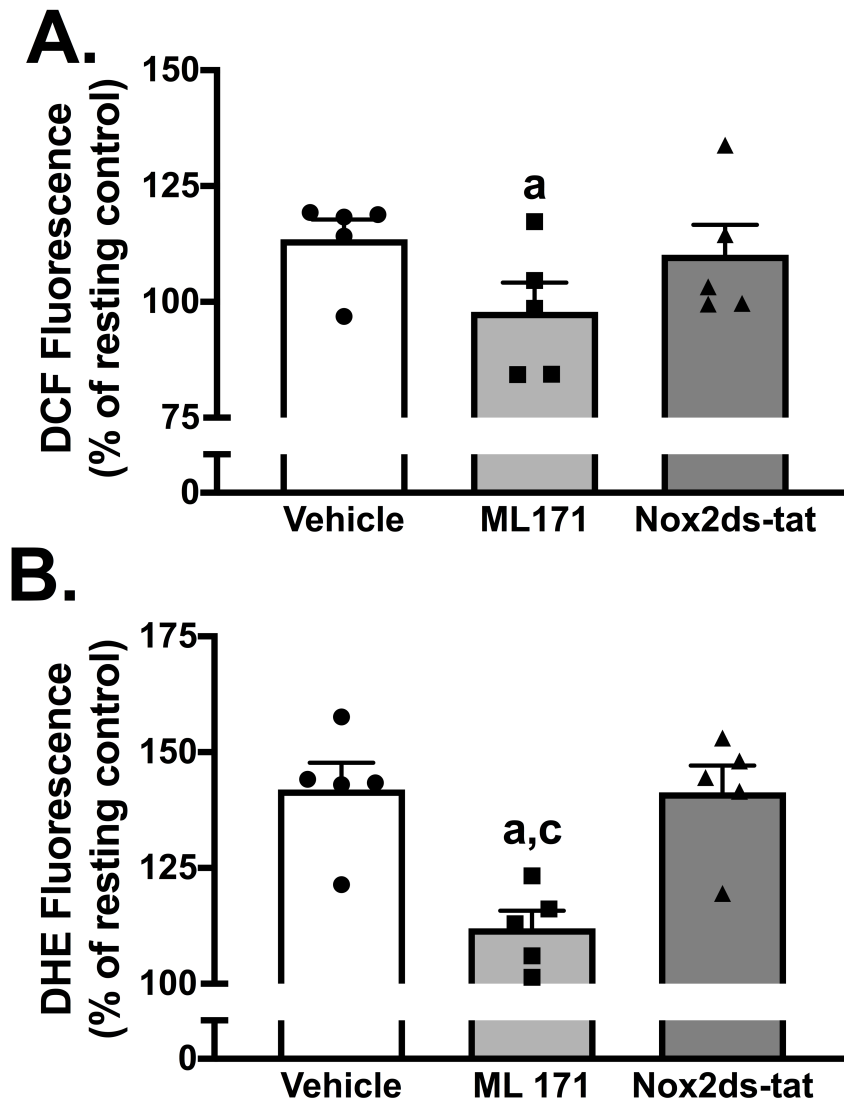 A.
DCF Fluorescence
(% of resting control)
150
125
100
75
0
a
Vehicle ML171 Nox2ds-tat
B.
DHE Fluorescence
(% of resting control)
175
150
125
100
0
a,c
Vehicle ML 171 Nox2ds-tat